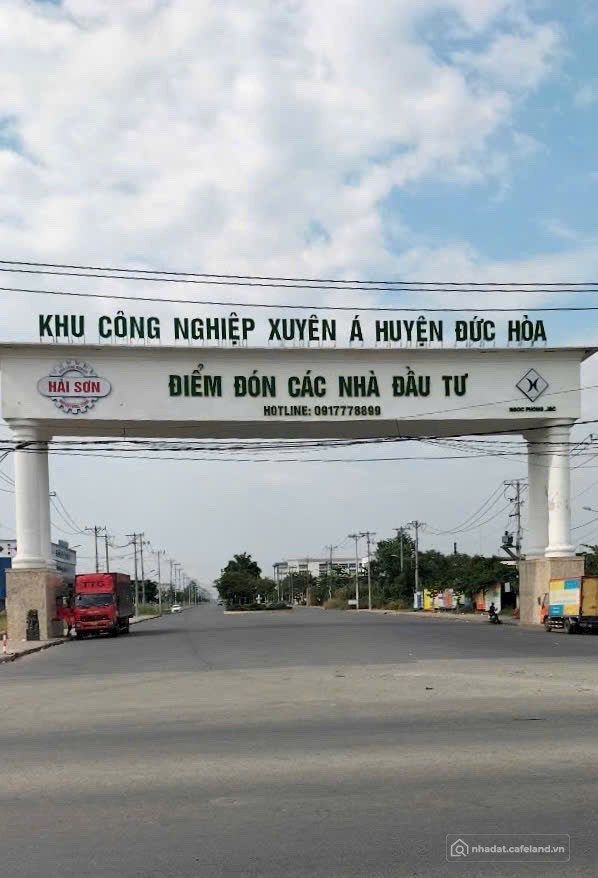 KHU CÔNG NGHIỆP XUYÊN Á HUYỆN ĐỨC HÒA
HẢI SƠN
ĐIỂM ĐÓN CÁC NHÀ ĐẦU TƯ
HOTLINE: 0917778899
NGOC PHONG .JSC
TTG
nhadat.cafeland.vn